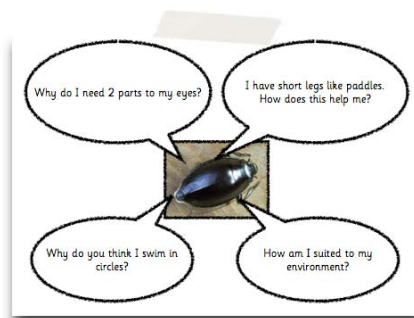 Why do I need 2 parts to my eyes?
I have short legs like paddles.
How does this help me?
Why do you think I swim in
circles?
How am I suited to my
environment?